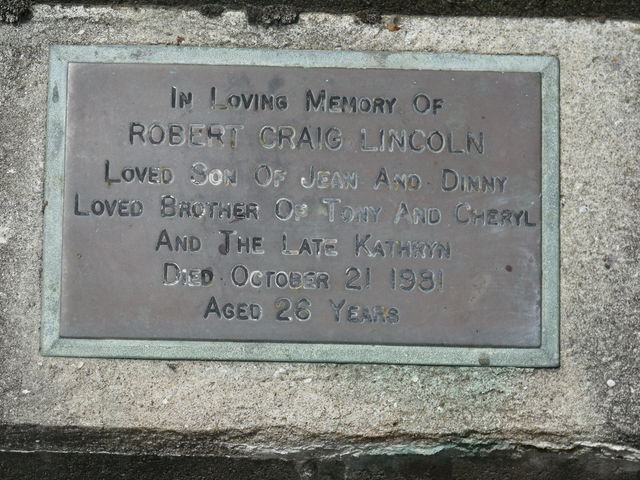 In Loving Memory Of
ROBERT CRAIG LINCOLN
Loved Son Of Jean And Dinny
Loved Brother Of Tony And Cheryl
And The Late Kathryn
Died October 21 1981
Aged 26 Years